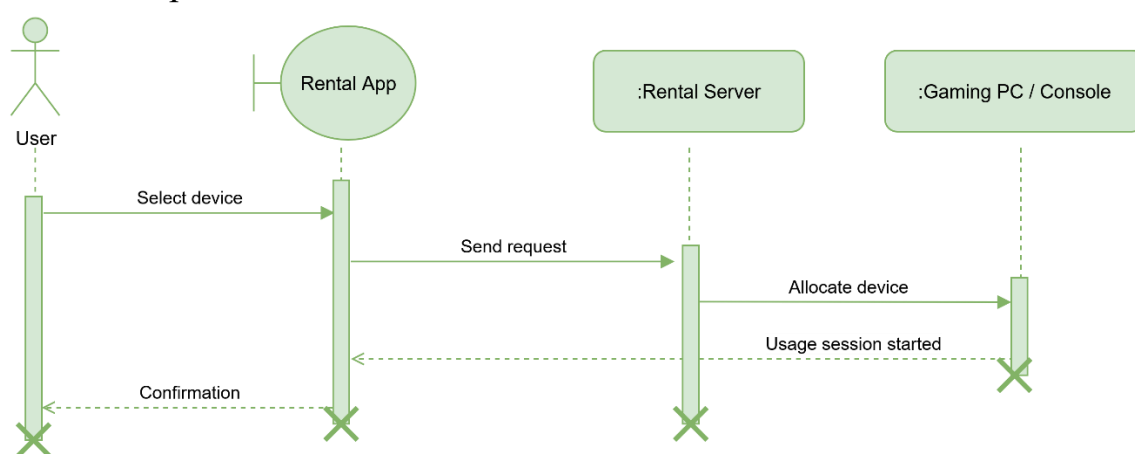 Rental App
:Rental Server
:Gaming PC / Console
User
Select device
Send request
Allocate device
Usage session started
Confirmation